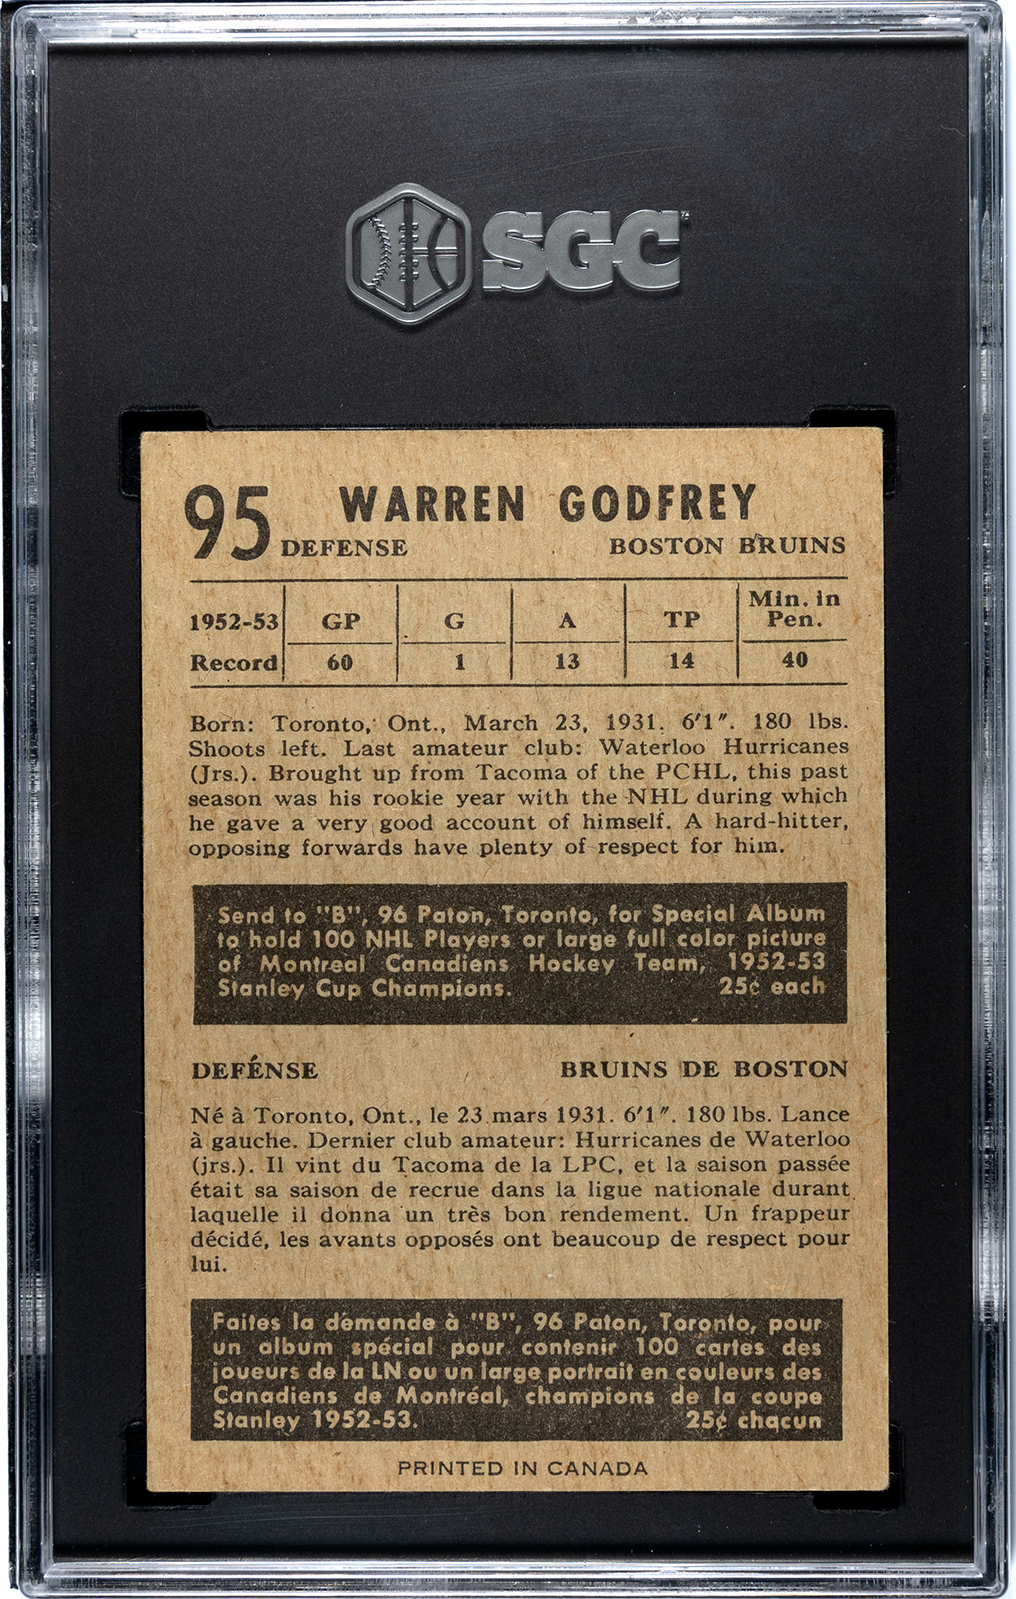 SGC
95 WARREN GODFREY
DEFENSE BOSTON BRUINS
1952-53 GP G A TP Min. in Pen.
Record 60 1 13 14 40
Born: Toronto, Ont., March 23, 1931. 6'1". 180 lbs.
Shoots left. Last amateur club: Waterloo Hurricanes
(Jrs.). Brought up from Tacoma of the PCHL, this past
season was his rookie year with the NHL during which
he gave a very good account of himself. A hard-hitter,
opposing forwards have plenty of respect for him.
Send to "B", 96 Paton, Toronto, for Special Album
to hold 100 NHL Players or large full color picture
of Montreal Canadiens Hockey Team, 1952-53
Stanley Cup Champions. 25¢ each
DEFÉNSE BRUINS DE BOSTON
Né à Toronto, Ont., le 23 mars 1931. 6'1". 180 lbs. Lance
à gauche. Dernier club amateur: Hurricanes de Waterloo
(jrs.). Il vint du Tacoma de la LPC, et la saison passée
était sa saison de recrue dans la ligue nationale durant
laquelle il donna un très bon rendement. Un frappeur
décidé, les avants opposés ont beaucoup de respect pour
lui.
Faites la demande à "B", 96 Paton, Toronto, pour
un album spécial pour contenir 100 cartes des
joueurs de la LN ou un large portrait en couleurs des
Canadiens de Montréal, champions de la coupe
Stanley 1952-53. 25¢ chacun
PRINTED IN CANADA